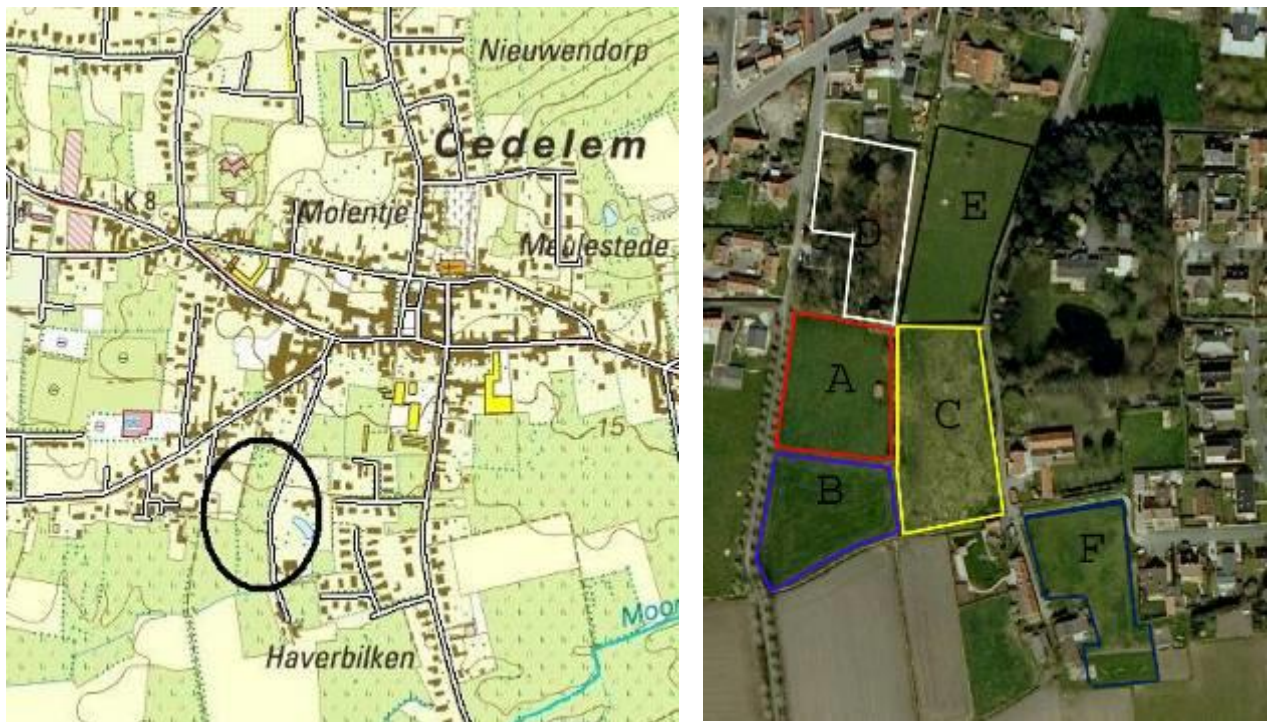 Nieuwendorp
Oedelem
K 8
Molentje
Meulestede
15
Moor
Haverbilken
D
E
A
C
B
F